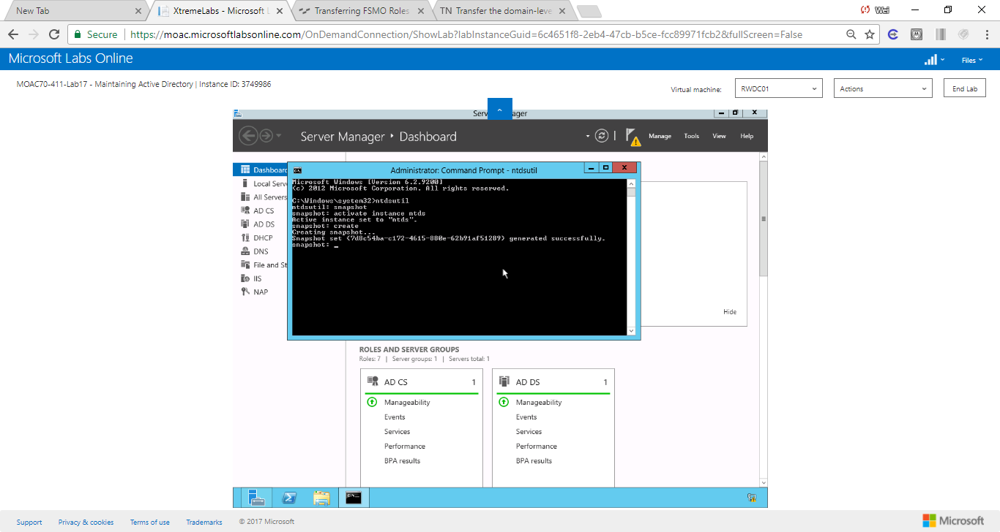 New Tab
XtremeLabs - Microsoft L
Transferring FSMO Roles
TN Transfer the domain-leve
Wei
Secure
https://moac.microsoftlabsonline.com/OnDemandConnection/ShowLab?labInstanceGuid=6c4651f8-2eb4-47cb-b5ce-fcc89971fcb2&fullScreen=False
Microsoft Labs Online
Files
MOAC70-411-Lab17 - Maintaining Active Directory | Instance ID: 3749986
Virtual machine:
RWDC01
Actions
End Lab
Serv ager
Server Manager • Dashboard
Manage
Tools
View
Help
Dashboard
Local Serv
All Servers
AD CS
AD DS
DHCP
DNS
File and St
IIS
NAP
Administrator: Command Prompt - ntdsutil
Microsoft Windows [Version 6.2.9200]
(c) 2012 Microsoft Corporation. All rights reserved.
C:\Windows\system32>ntdsutil
ntdsutil: snapshot
snapshot: activate instance ntds
Active instance set to "ntds".
snapshot: create
Creating snapshot...
Snapshot set {7d8c54ba-c172-4615-880e-62b91af51289} generated successfully.
snapshot: _
Hide
ROLES AND SERVER GROUPS
Roles: 7 | Server groups: 1 | Servers total: 1
AD CS 1
Manageability
Events
Services
Performance
BPA results
AD DS 1
Manageability
Events
Services
Performance
BPA results
Support
Privacy & cookies
Terms of use
Trademarks
© 2017 Microsoft
Microsoft